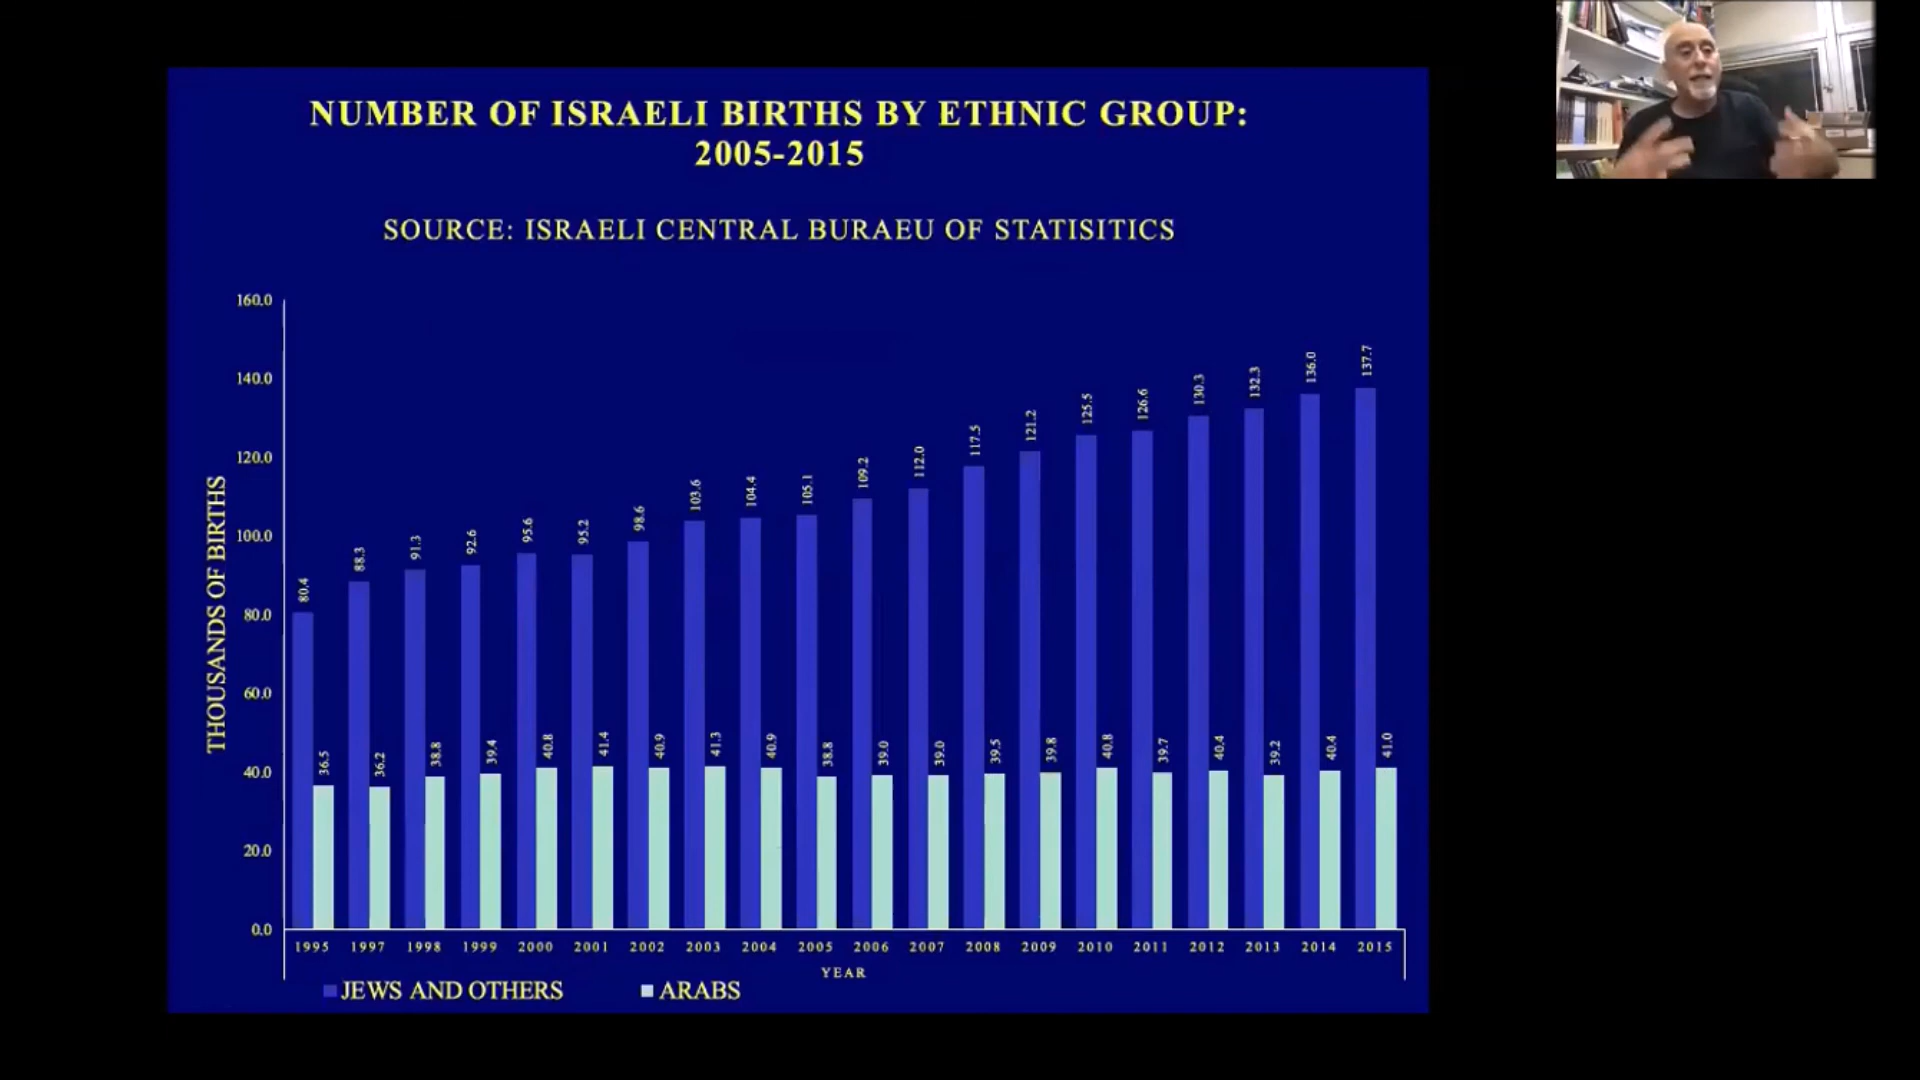 NUMBER OF ISRAELI BIRTHS BY ETHNIC GROUP:
2005-2015
SOURCE: ISRAELI CENTRAL BURAEU OF STATISITICS
THOUSANDS OF BIRTHS
160.0
140.0
120.0
100.0
80.0
60.0
40.0
20.0
0.0
80.4 88.3 91.3 92.6 95.6 95.2 98.6 103.6 104.4 105.1 109.2 112.0 117.5 121.2 125.5 126.6 130.3 132.3 136.0 137.7
36.5 36.2 38.8 39.4 40.8 41.4 40.9 41.3 40.9 38.8 39.0 39.0 39.5 39.8 40.8 39.7 40.4 39.2 40.4 41.0
1995 1997 1998 1999 2000 2001 2002 2003 2004 2005 2006 2007 2008 2009 2010 2011 2012 2013 2014 2015
YEAR
JEWS AND OTHERS ARABS